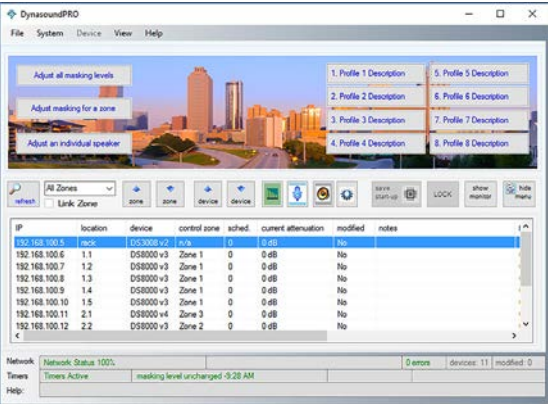 DynasoundPRO
File System Device View Help
Adjust all masking levels
Adjust masking for a zone
Adjust an individual speaker
1. Profile 1 Description 5. Profile 5 Description
2. Profile 2 Description 6. Profile 6 Description
3. Profile 3 Description 7. Profile 7 Description
4. Profile 4 Description 8. Profile 8 Description
refresh All Zones Link Zone zone zone device device save start-up LOCK show monitor hide menu
IP location device control zone sched. current attenuation modified notes
192.168.100.5 rack DS3008 v2 n/a 0 0 dB No
192.168.100.6 1.1 DS8000 v3 Zone 1 0 0 dB No
192.168.100.7 1.2 DS8000 v3 Zone 1 0 0 dB No
192.168.100.8 1.3 DS8000 v3 Zone 1 0 0 dB No
192.168.100.9 1.4 DS8000 v3 Zone 1 0 0 dB No
192.168.100.10 1.5 DS8000 v3 Zone 1 0 0 dB No
192.168.100.11 2.1 DS8000 v4 Zone 3 0 0 dB No
192.168.100.12 2.2 DS8000 v3 Zone 2 0 0 dB No
Network Network Status 100% 0 errors devices: 11 modified: 0
Timers Timers Active masking level unchanged -9:28 AM
Help: